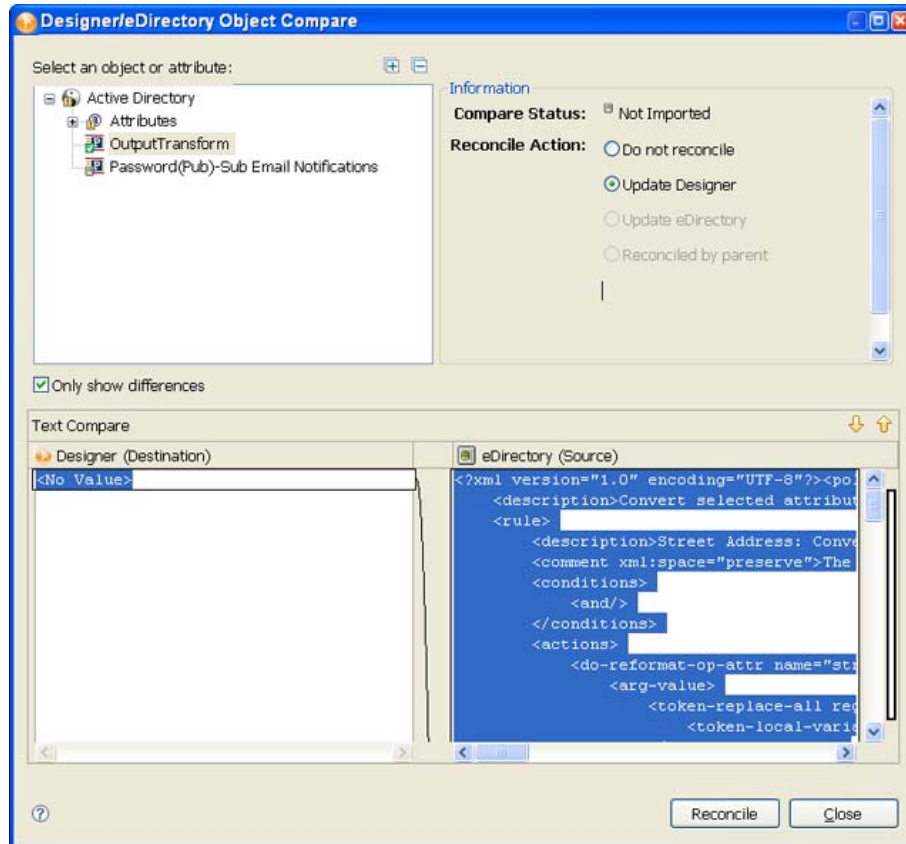 Designer/eDirectory Object Compare
Select an object or attribute:
Active Directory
Attributes
OutputTransform
Password(Pub)-Sub Email Notifications
Information
Compare Status: Not Imported
Reconcile Action: Do not reconcile
Update Designer
Update eDirectory
Reconciled by parent
Only show differences
Text Compare
Designer (Destination)
eDirectory (Source)
<No Value>
<?xml version="1.0" encoding="UTF-8"?><po
<description>Convert selected attribut
<rule>
<description>Street Address: Conve
<comment xml:space="preserve">The
<conditions>
<and/>
</conditions>
<actions>
<do-reformat-op-attr name="str
<arg-value>
<token-replace-all reg
<token-local-varia
Reconcile
Close